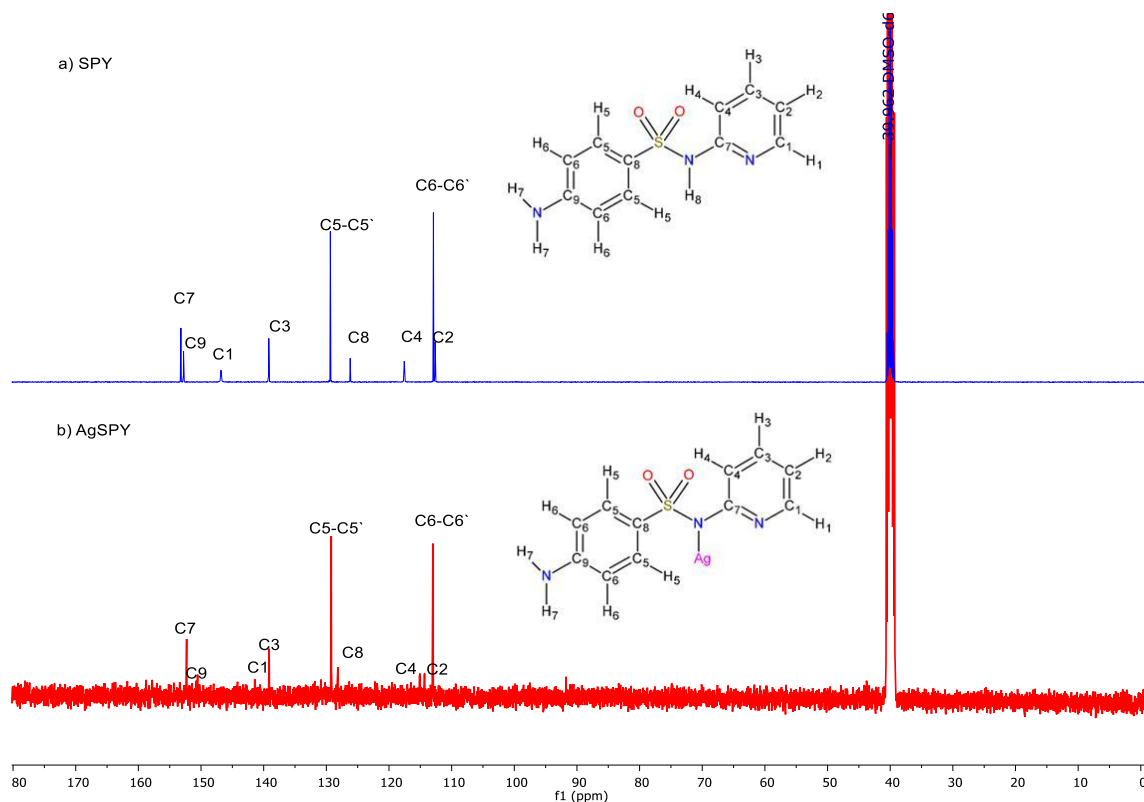 39.962 DMSO-d6
a) SPY
H3
H4 C3 H2
O O C4 C2
H5
S C7 C1
H6 C5 N N H1
C6 C8
H7 H8
C9 C5
N C6 H5
H7 H6
C6-C6`
C5-C5`
C7
C9
C1
C3
C8
C4
C2
b) AgSPY
H3
H4 C3 H2
O O C4 C2
H5
S C7 C1
H6 C5 N N H1
C6 C8
H7 Ag
C9 C5
N C6 H5
H7 H6
C6-C6`
C5-C5`
C7
C9
C1
C3
C8
C4
C2
80 170 160 150 140 130 120 110 100 90 80 70 60 50 40 30 20 10 0
f1 (ppm)